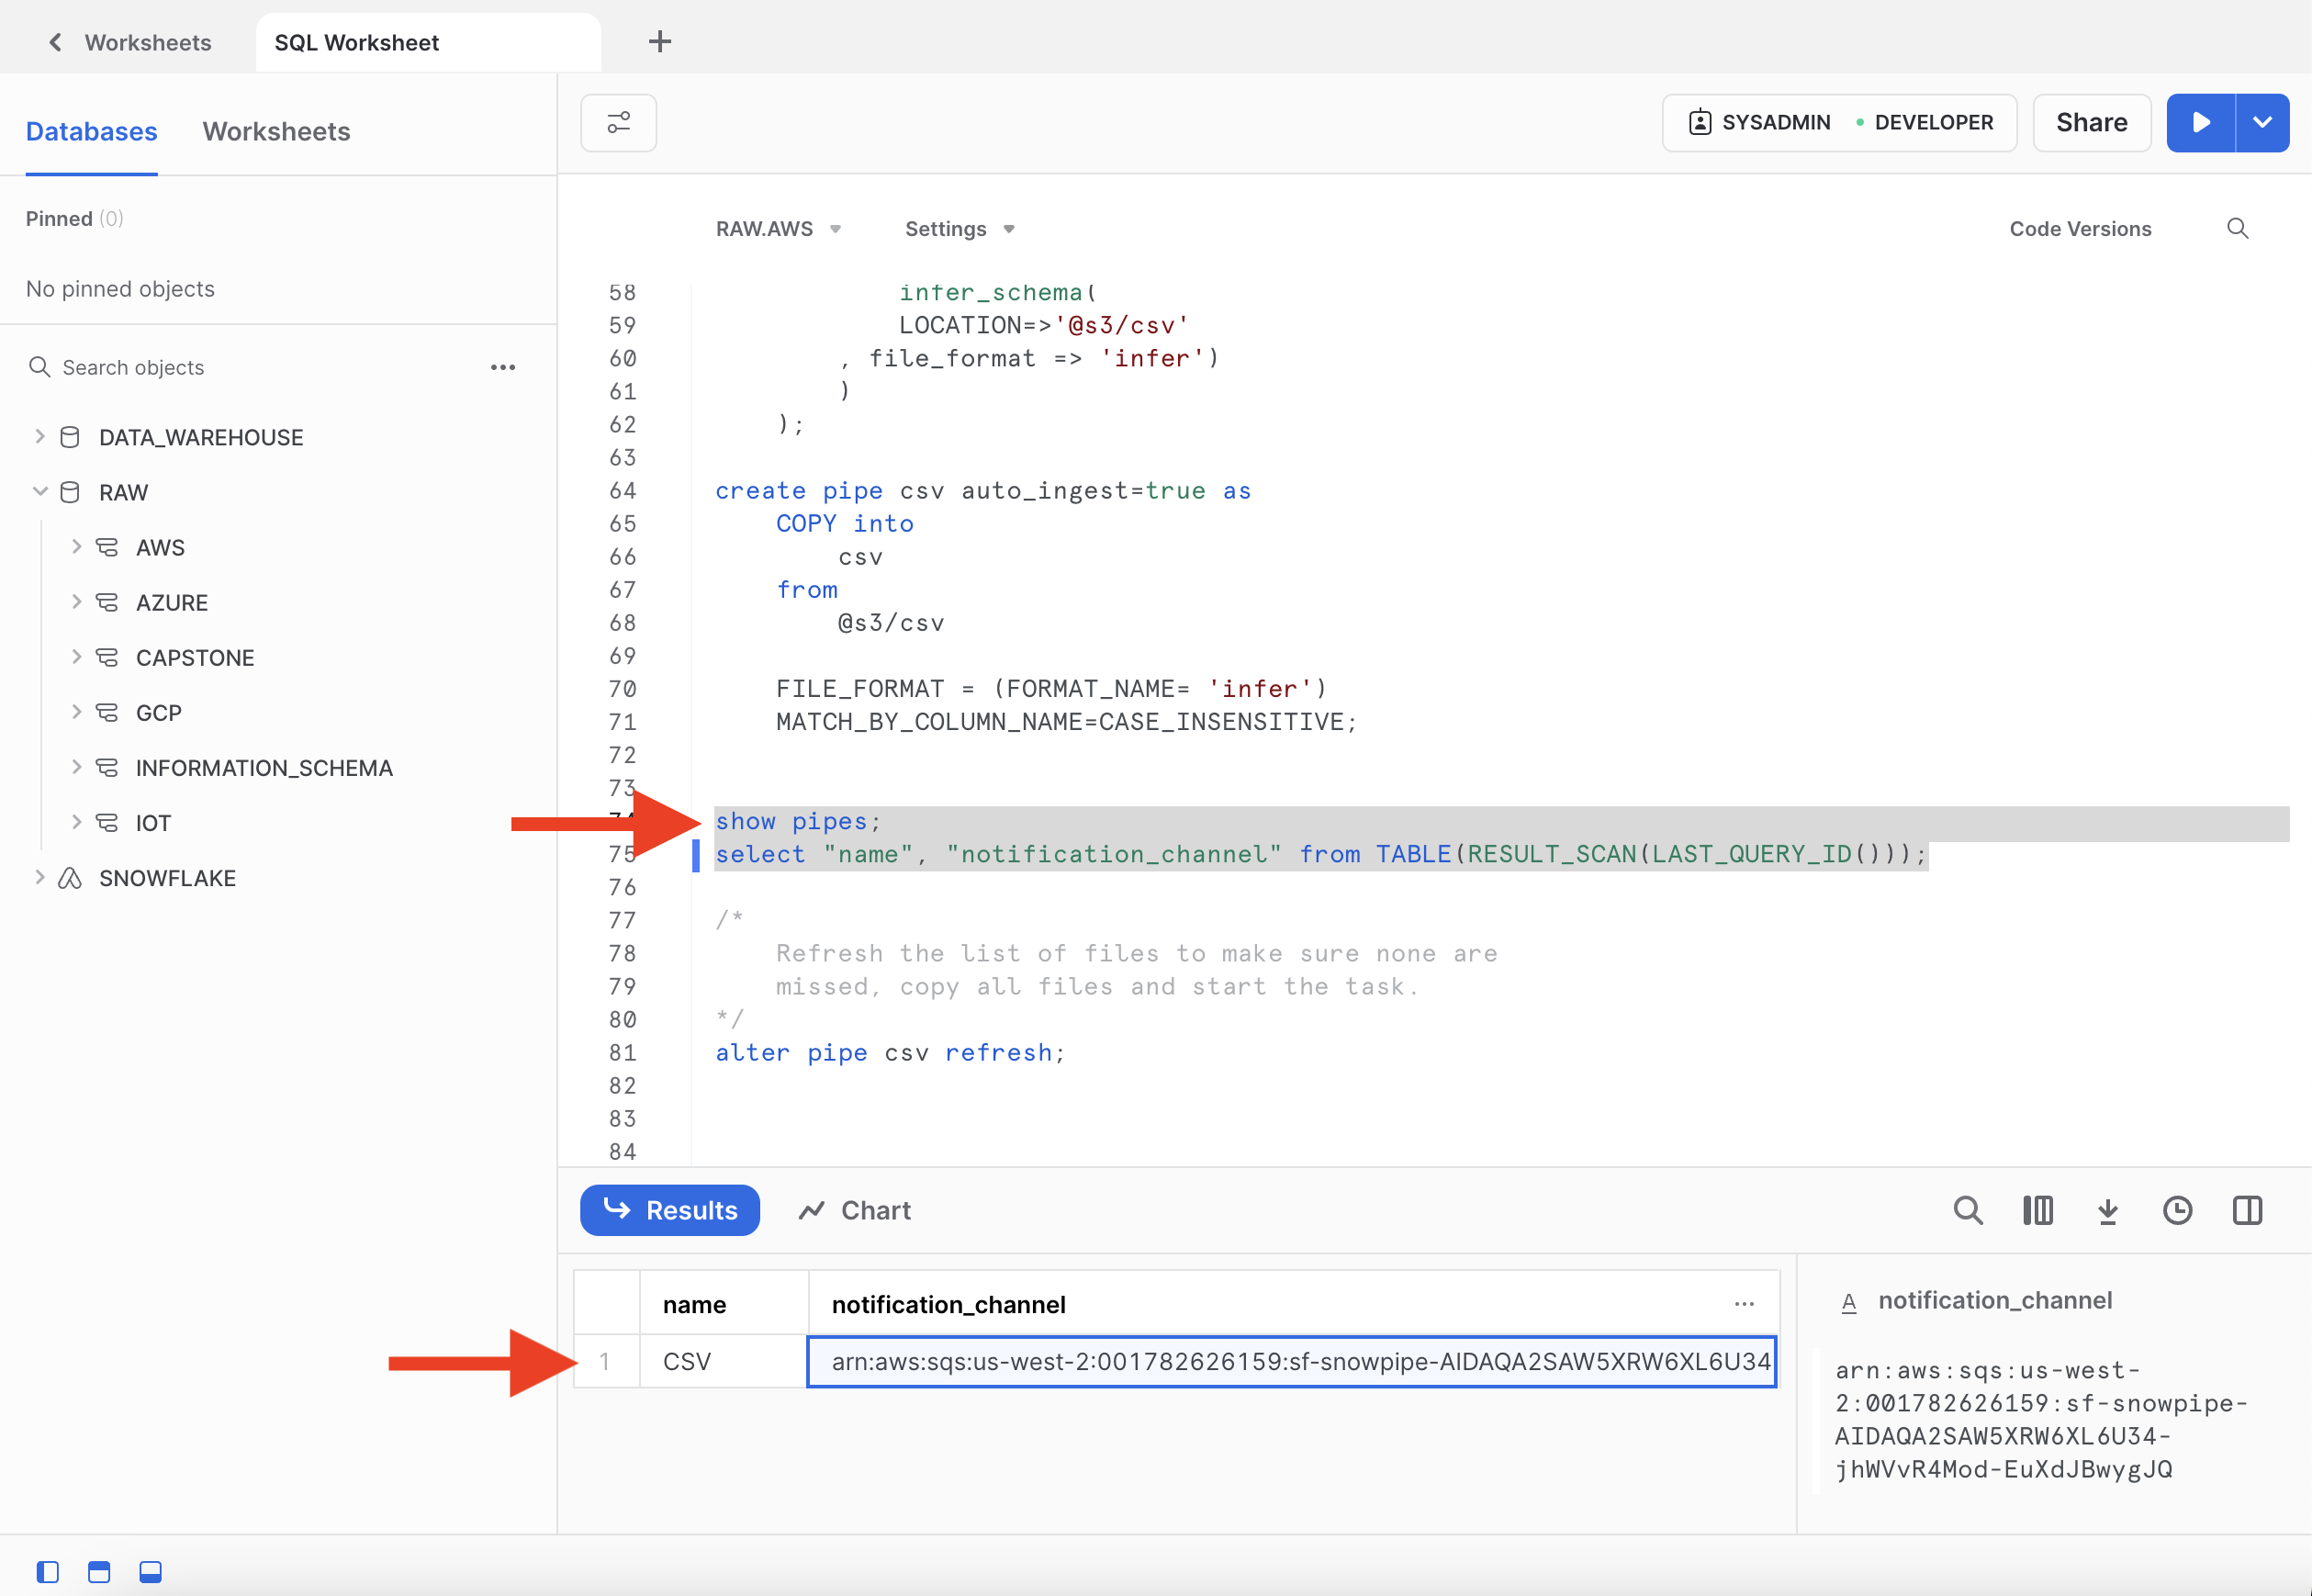 Worksheets
SQL Worksheet
+
Databases
Worksheets
Pinned (0)
No pinned objects
Search objects
DATA_WAREHOUSE
RAW
AWS
AZURE
CAPSTONE
GCP
INFORMATION_SCHEMA
IOT
SNOWFLAKE
SYSADMIN • DEVELOPER
Share
RAW.AWS
Settings
Code Versions
58 infer_schema(
59 LOCATION=>'@s3/csv'
60 , file_format => 'infer')
61 )
62 );
63
64 create pipe csv auto_ingest=true as
65 COPY into
66 csv
67 from
68 @s3/csv
69
70 FILE_FORMAT = (FORMAT_NAME= 'infer')
71 MATCH_BY_COLUMN_NAME=CASE_INSENSITIVE;
72
73
74 show pipes;
75 select "name", "notification_channel" from TABLE(RESULT_SCAN(LAST_QUERY_ID()));
76
77 /*
78 Refresh the list of files to make sure none are
79 missed, copy all files and start the task.
80 */
81 alter pipe csv refresh;
82
83
84
Results
Chart
name notification_channel ...
1 CSV arn:aws:sqs:us-west-2:001782626159:sf-snowpipe-AIDAQA2SAW5XRW6XL6U34
A notification_channel
arn:aws:sqs:us-west-
2:001782626159:sf-snowpipe-
AIDAQA2SAW5XRW6XL6U34-
jhWVvR4Mod-EuXdJBwygJQ